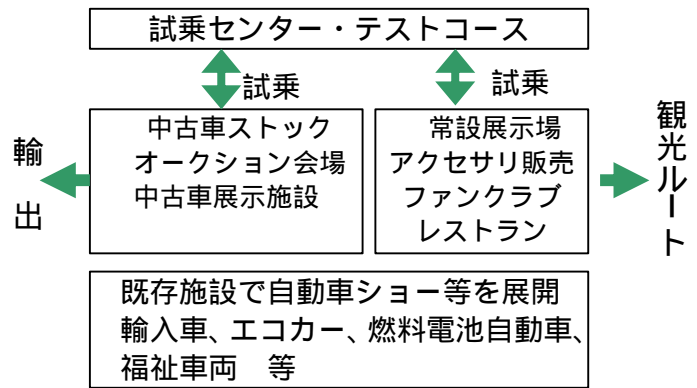 試乗センター・テストコース
試乗
試乗
輸出
中古車ストック
オークション会場
中古車展示施設
常設展示場
アクセサリ販売
ファンクラブ
レストラン
観光ルート
既存施設で自動車ショー等を展開
輸入車、エコカー、燃料電池自動車、
福祉車両　等